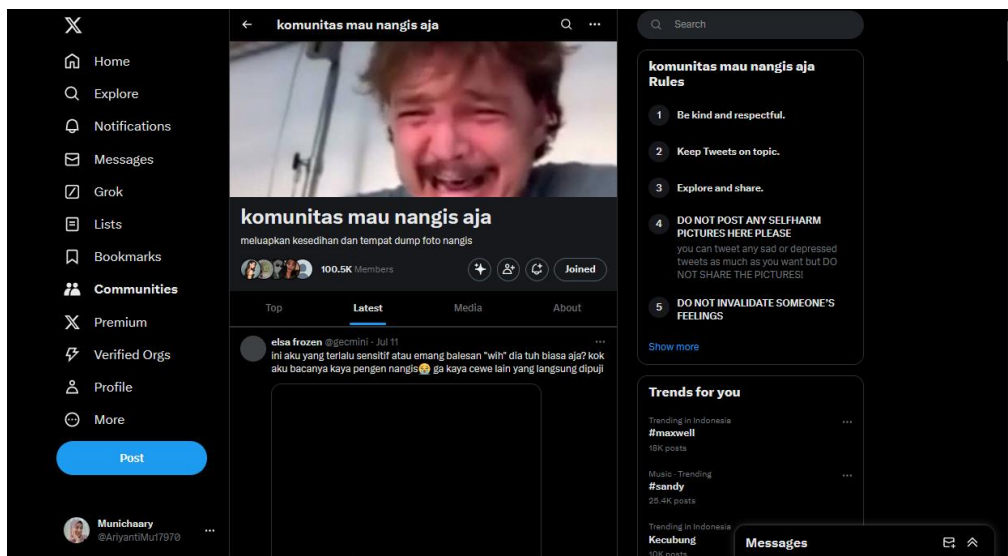 Home
Explore
Notifications
Messages
Grok
Lists
Bookmarks
Communities
Premium
Verified Orgs
Profile
More
Post
Munichaary
@AriyantiMu17970
komunitas mau nangis aja
komunitas mau nangis aja
meluapkan kesedihan dan tempat dump foto nangis
100.5K Members
Joined
Top Latest Media About
elsa frozen @gecmini · Jul 11
ini aku yang terlalu sensitif atau emang balesan "wih" dia tuh biasa aja? kok
aku bacanya kaya pengen nangis😭 ga kaya cewe lain yang langsung dipuji
Search
komunitas mau nangis aja
Rules
1 Be kind and respectful.
2 Keep Tweets on topic.
3 Explore and share.
4 DO NOT POST ANY SELFHARM
PICTURES HERE PLEASE
you can tweet any sad or depressed
tweets as much as you want but DO
NOT SHARE THE PICTURES!
5 DO NOT INVALIDATE SOMEONE'S
FEELINGS
Show more
Trends for you
Trending in Indonesia
#maxwell
18K posts
Music · Trending
#sandy
25.4K posts
Trending in Indonesia
Kecubung
10K posts
Messages